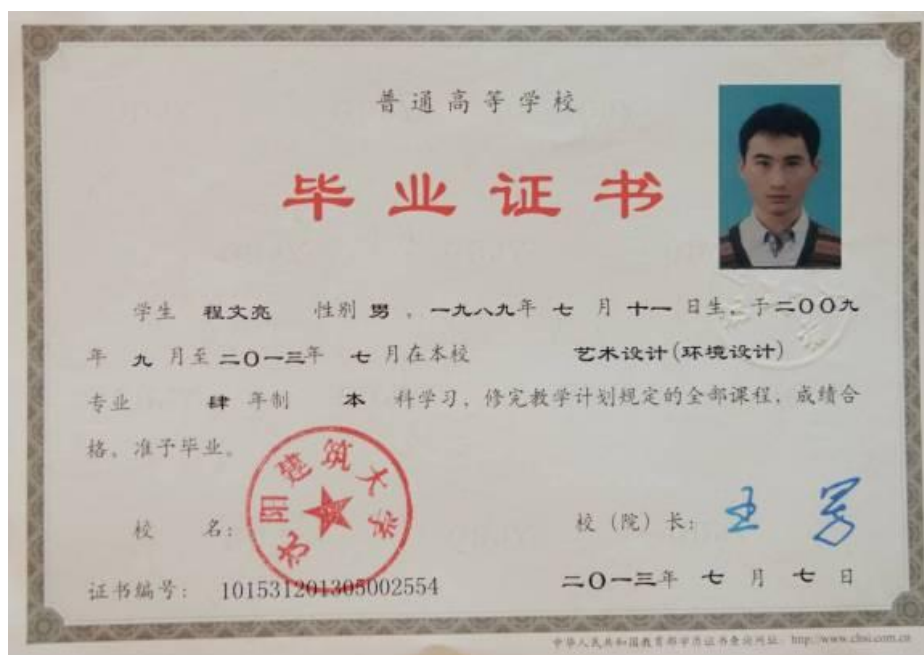 普通高等学校
毕业证书
学生 程文亮 性别 男 ，一九八九年 七 月 十一 日生，于二〇〇九
年 九 月至 二〇一三年 七 月在本校 艺术设计(环境设计)
专业 肆 年制 本 科学习，修完教学计划规定的全部课程，成绩合
格，准予毕业。
沈阳建筑大学
校 名： 校（院）长：
证书编号： 101531201305002554 二〇一三年 七 月 七 日
中华人民共和国教育部学历证书查询网址：http://www.chsi.com.cn